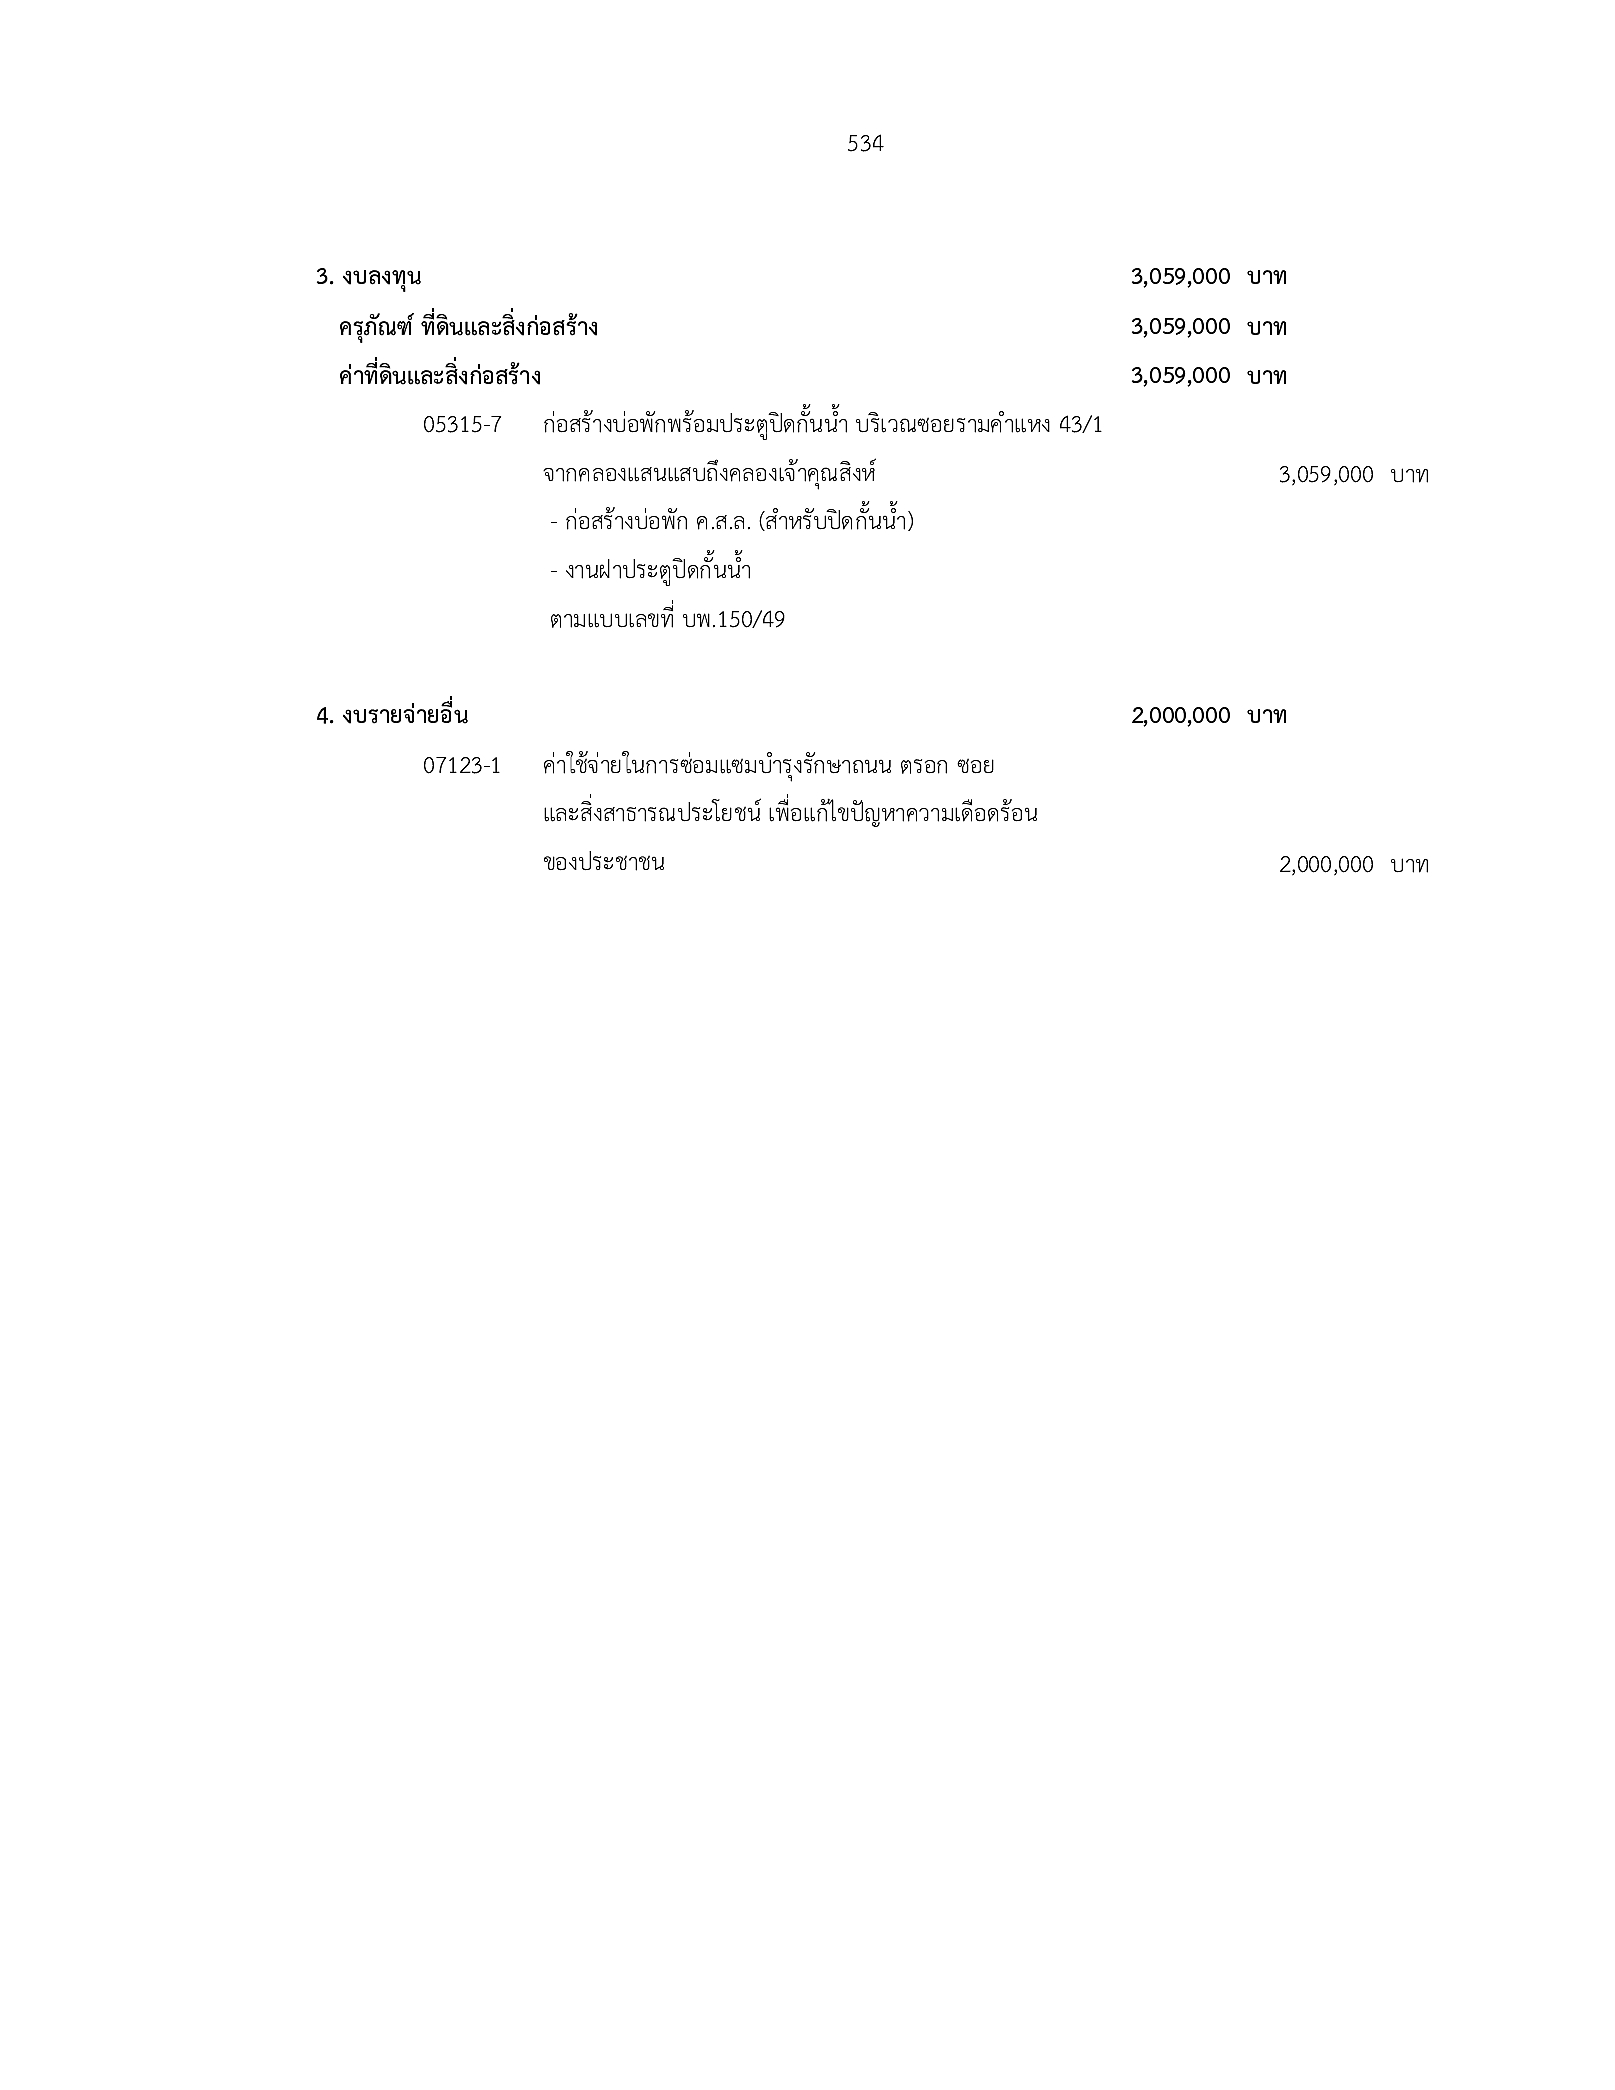 534
3. งบลงทุน 3,059,000 บาท
ครุภัณฑ์ ที่ดินและสิ่งก่อสร้าง 3,059,000 บาท
ค่าที่ดินและสิ่งก่อสร้าง 3,059,000 บาท
05315-7 ก่อสร้างบ่อพักพร้อมประตูปิดกั้นน้ำ บริเวณซอยรามคำแหง 43/1
จากคลองแสนแสบถึงคลองเจ้าคุณสิงห์ 3,059,000 บาท
- ก่อสร้างบ่อพัก ค.ส.ล. (สำหรับปิดกั้นน้ำ)
- งานฝาประตูปิดกั้นน้ำ
ตามแบบเลขที่ บพ.150/49
4. งบรายจ่ายอื่น 2,000,000 บาท
07123-1 ค่าใช้จ่ายในการซ่อมแซมบำรุงรักษาถนน ตรอก ซอย
และสิ่งสาธารณประโยชน์ เพื่อแก้ไขปัญหาความเดือดร้อน
ของประชาชน 2,000,000 บาท